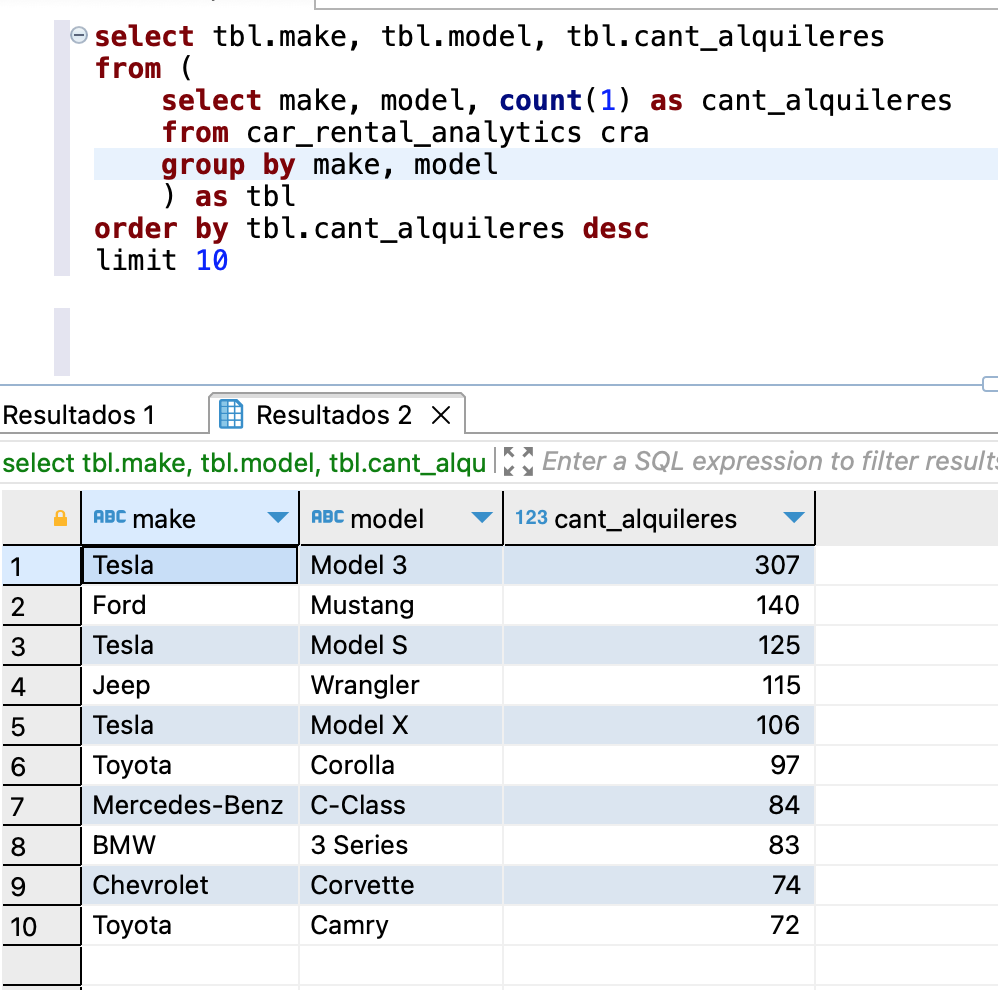 select tbl.make, tbl.model, tbl.cant_alquileres
from (
select make, model, count(1) as cant_alquileres
from car_rental_analytics cra
group by make, model
) as tbl
order by tbl.cant_alquileres desc
limit 10
Resultados 1 Resultados 2
select tbl.make, tbl.model, tbl.cant_alqu Enter a SQL expression to filter results
ABC make ABC model 123 cant_alquileres
1 Tesla Model 3 307
2 Ford Mustang 140
3 Tesla Model S 125
4 Jeep Wrangler 115
5 Tesla Model X 106
6 Toyota Corolla 97
7 Mercedes-Benz C-Class 84
8 BMW 3 Series 83
9 Chevrolet Corvette 74
10 Toyota Camry 72